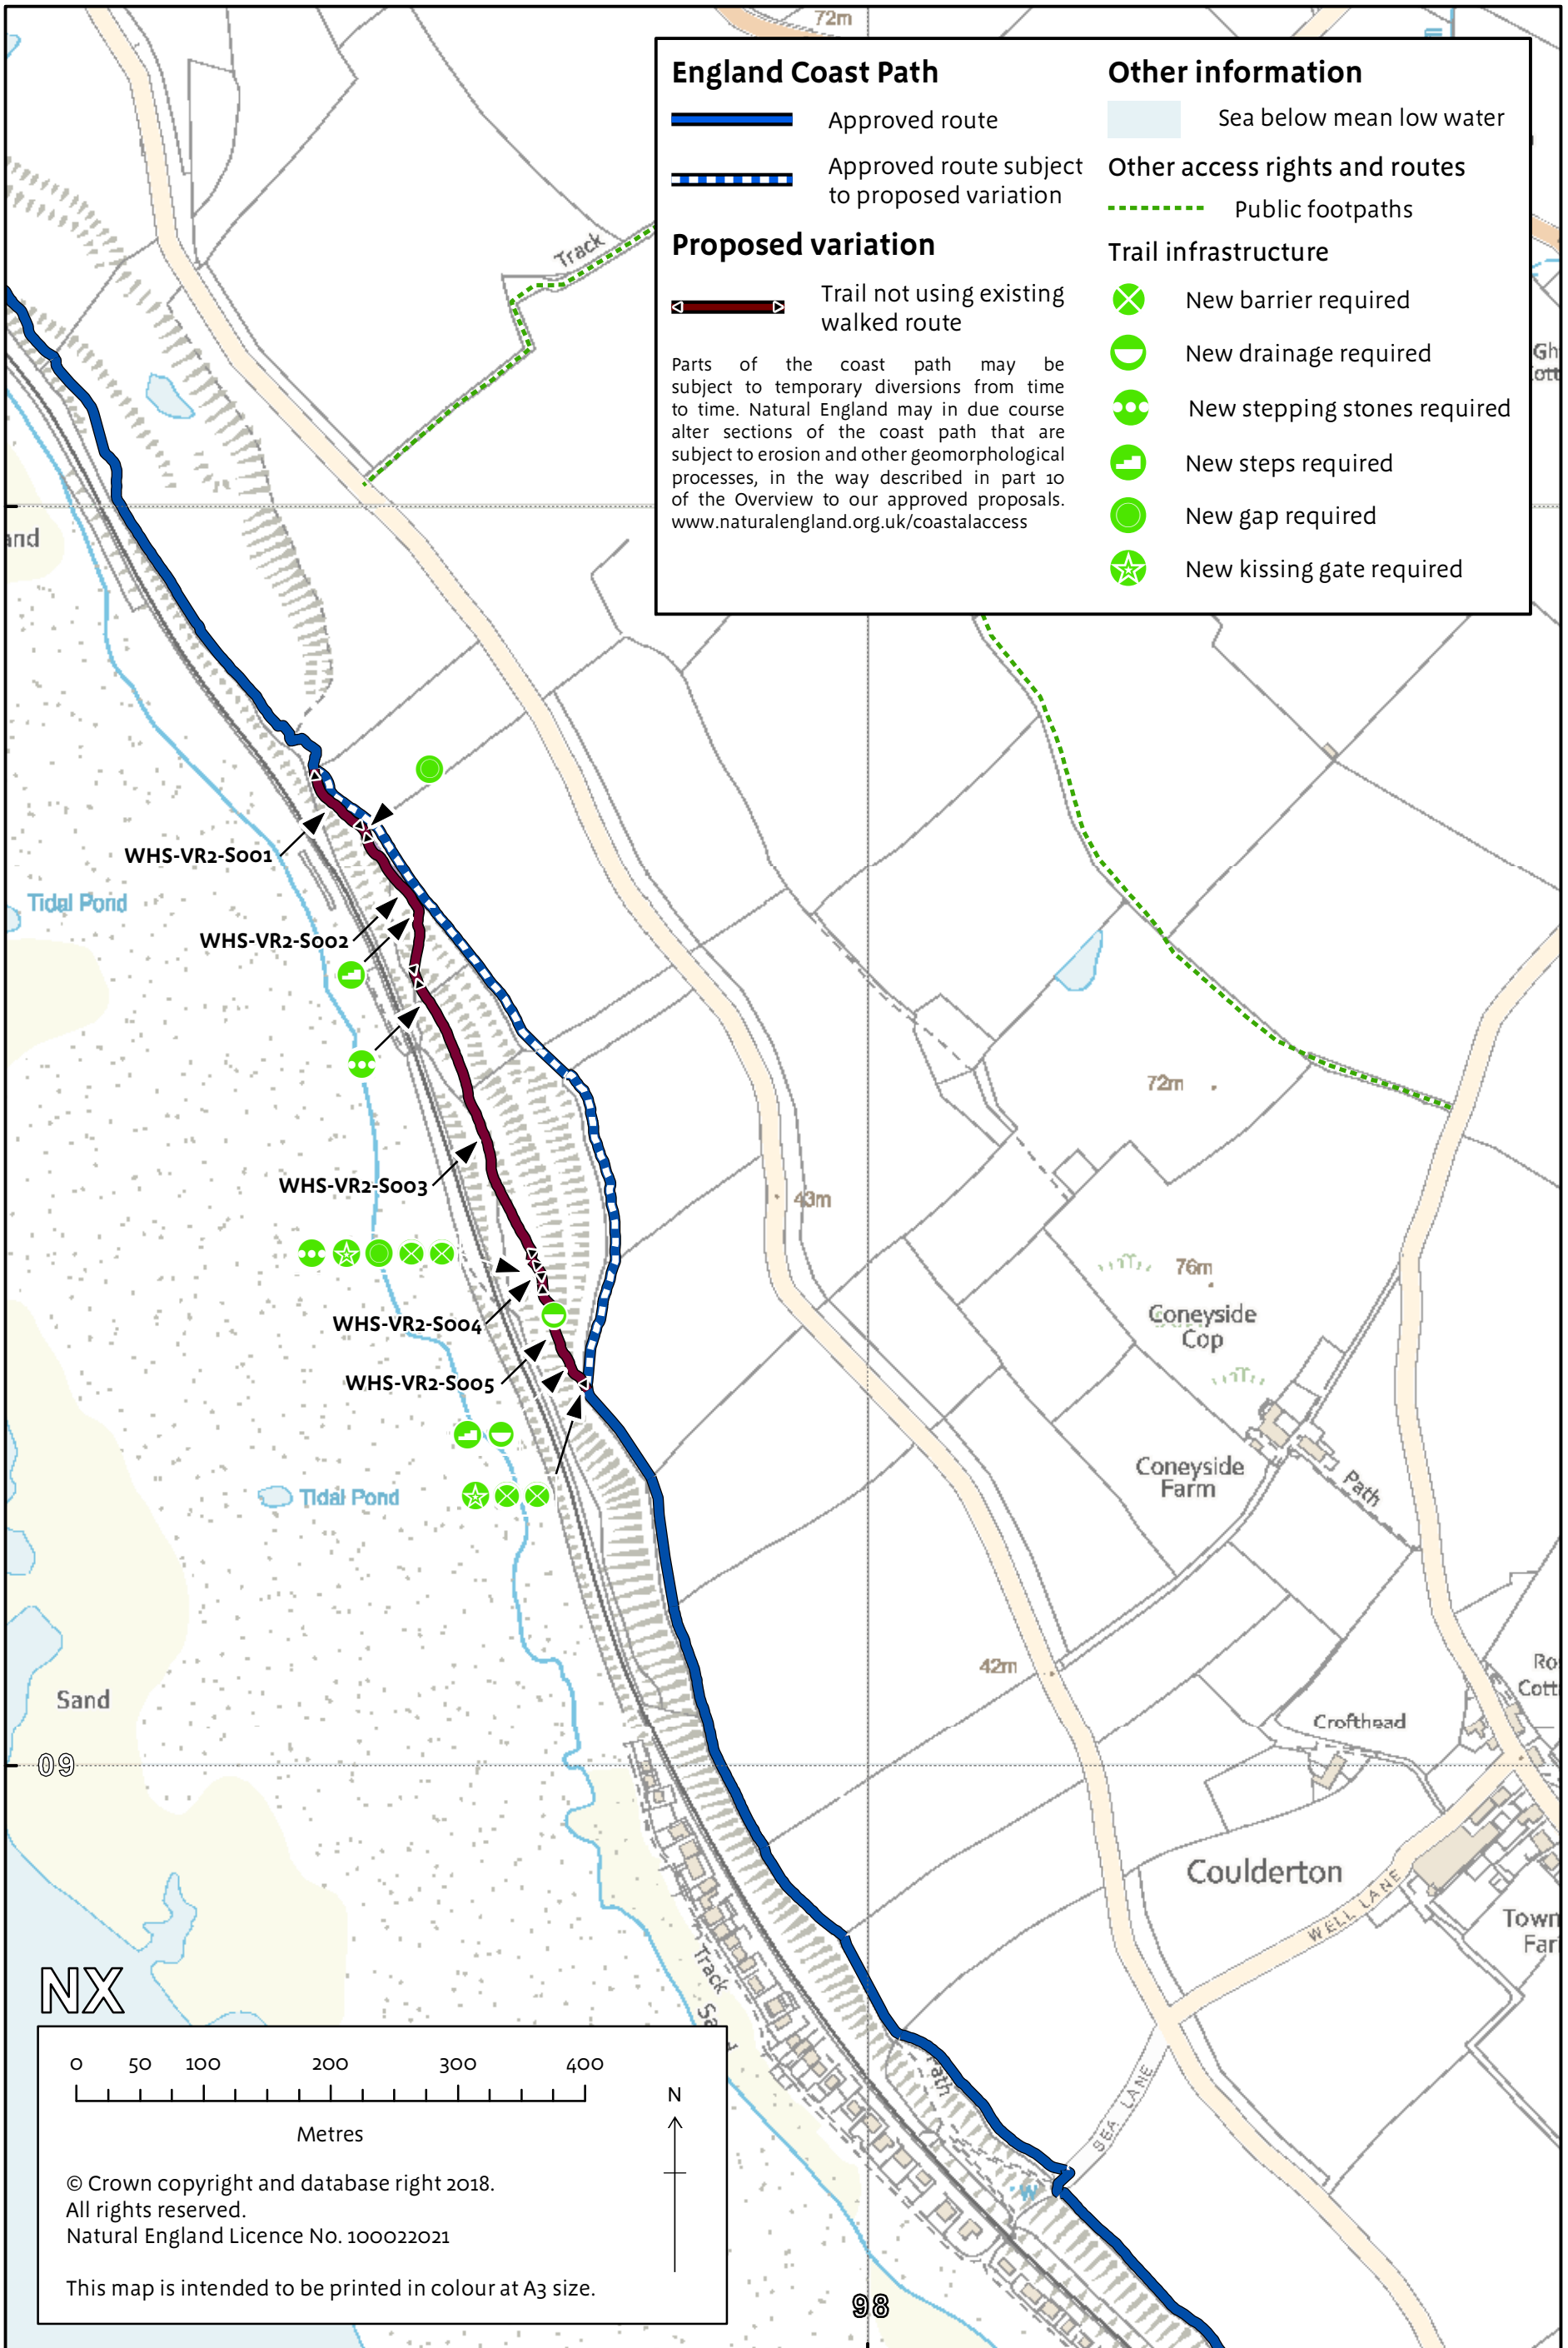 72m
England Coast Path
Approved route
Approved route subject
to proposed variation
Proposed variation
Trail not using existing
walked route
Parts of the coast path may be
subject to temporary diversions from time
to time. Natural England may in due course
alter sections of the coast path that are
subject to erosion and other geomorphological
processes, in the way described in part 10
of the Overview to our approved proposals.
www.naturalengland.org.uk/coastalaccess
Other information
Sea below mean low water
Other access rights and routes
Public footpaths
Trail infrastructure
New barrier required
New drainage required
New stepping stones required
New steps required
New gap required
New kissing gate required
Track
WHS-VR2-S001
Tidal Pond
WHS-VR2-S002
72m
WHS-VR2-S003
43m
76m
Coneyside
Cop
WHS-VR2-S004
WHS-VR2-S005
Coneyside
Farm
Path
Tidal Pond
42m
Sand
Crofthead
09
Coulderton
WELL LANE
Town
Track
NX
Path
SEA LANE
W
0 50 100 200 300 400
Metres
N
© Crown copyright and database right 2018.
All rights reserved.
Natural England Licence No. 100022021
This map is intended to be printed in colour at A3 size.
98